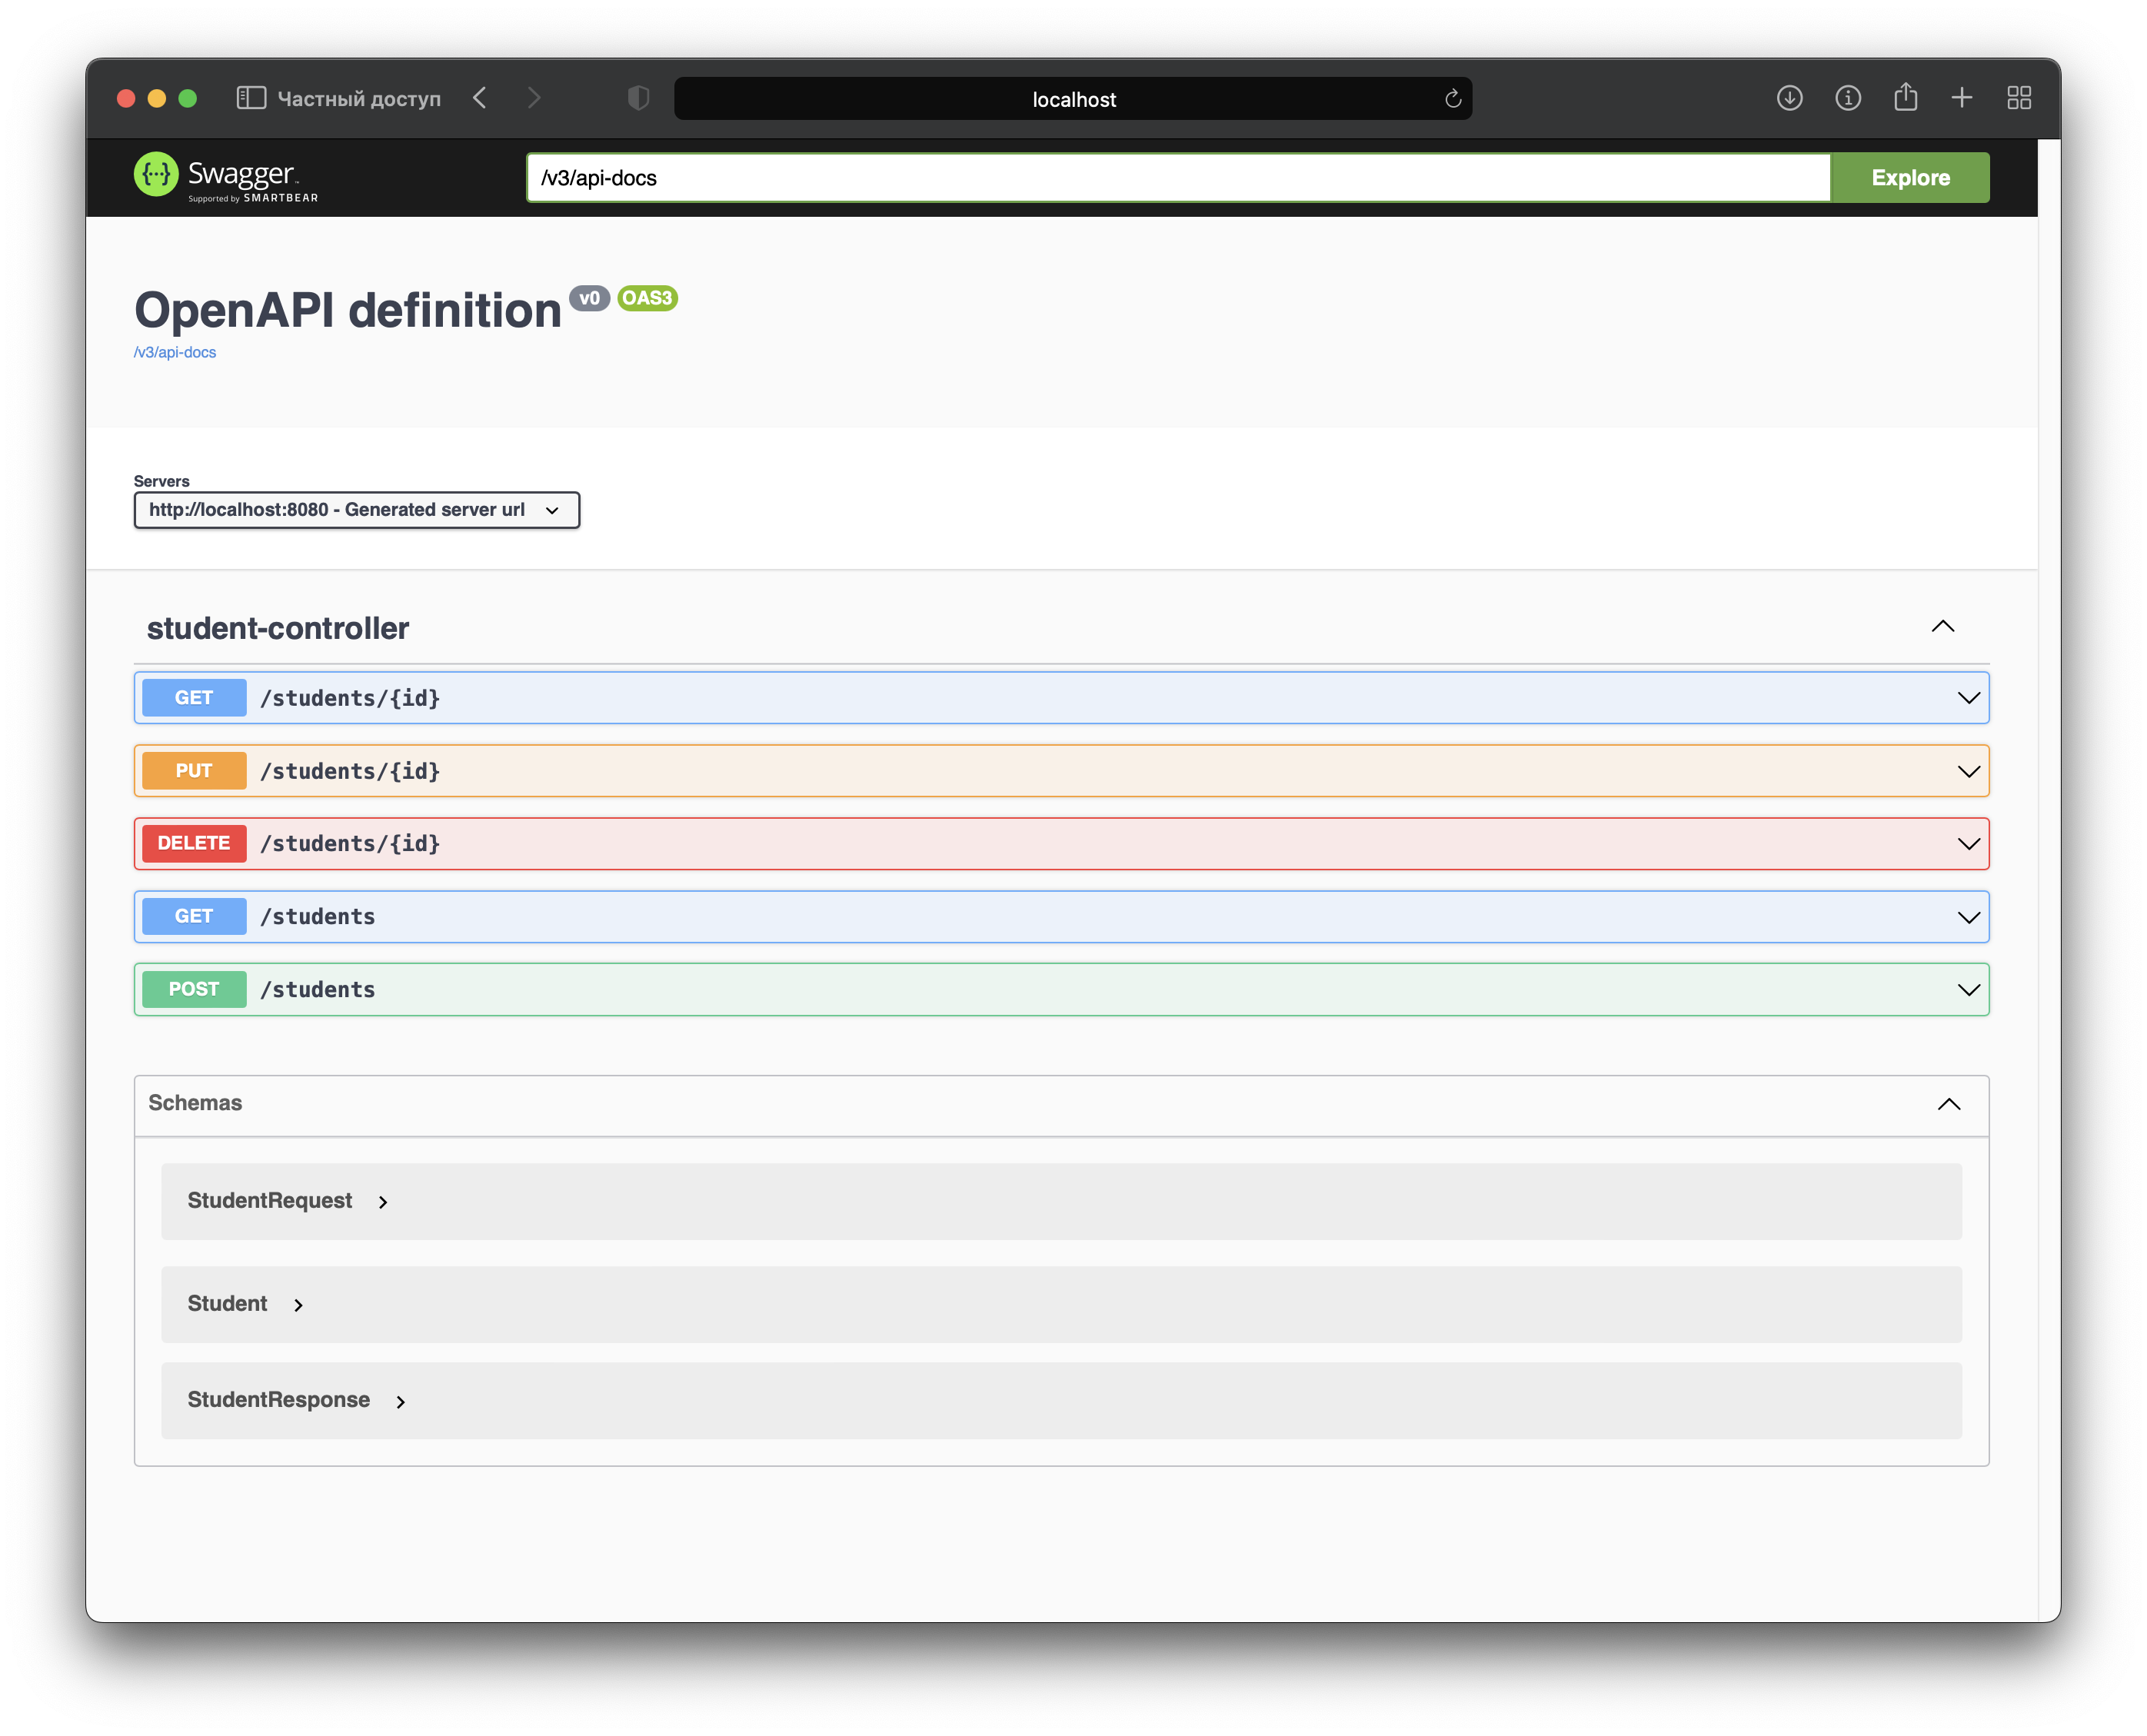 Частный доступ
localhost
Swagger
Supported by SMARTBEAR
/v3/api-docs
Explore
OpenAPI definition v0 OAS3
/v3/api-docs
Servers
http://localhost:8080 - Generated server url
student-controller
GET /students/{id}
PUT /students/{id}
DELETE /students/{id}
GET /students
POST /students
Schemas
StudentRequest
Student
StudentResponse